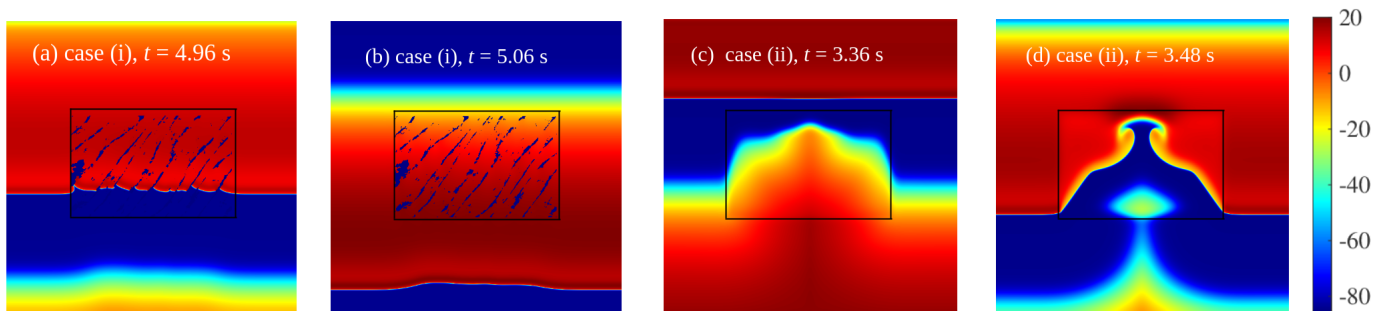 (a) case (i), t = 4.96 s
(b) case (i), t = 5.06 s
(c) case (ii), t = 3.36 s
(d) case (ii), t = 3.48 s
20
0
-20
-40
-60
-80